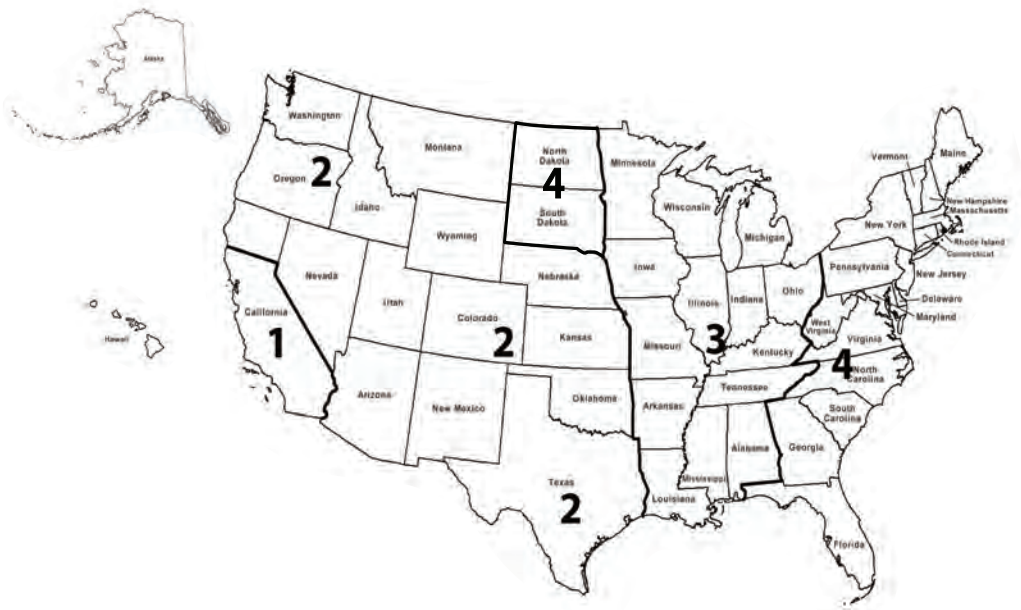 Alaska
Washington
Montana
North
Dakota
4
South
Dakota
Minnesota
Vermont
Maine
Oregon
2
Idaho
Wyoming
Wisconsin
Michigan
New York
New Hampshire
Massachusetts
Rhode Island
Connecticut
Nevada
Utah
Colorado
2
Nebraska
Iowa
Illinois
Indiana
Ohio
Pennsylvania
New Jersey
Delaware
Maryland
Hawaii
California
1
Kansas
Missouri
3
Kentucky
West
Virginia
Virginia
4
North
Carolina
Arizona
New Mexico
Oklahoma
Arkansas
Tennessee
South
Carolina
Texas
2
Louisiana
Mississippi
Alabama
Georgia
Florida